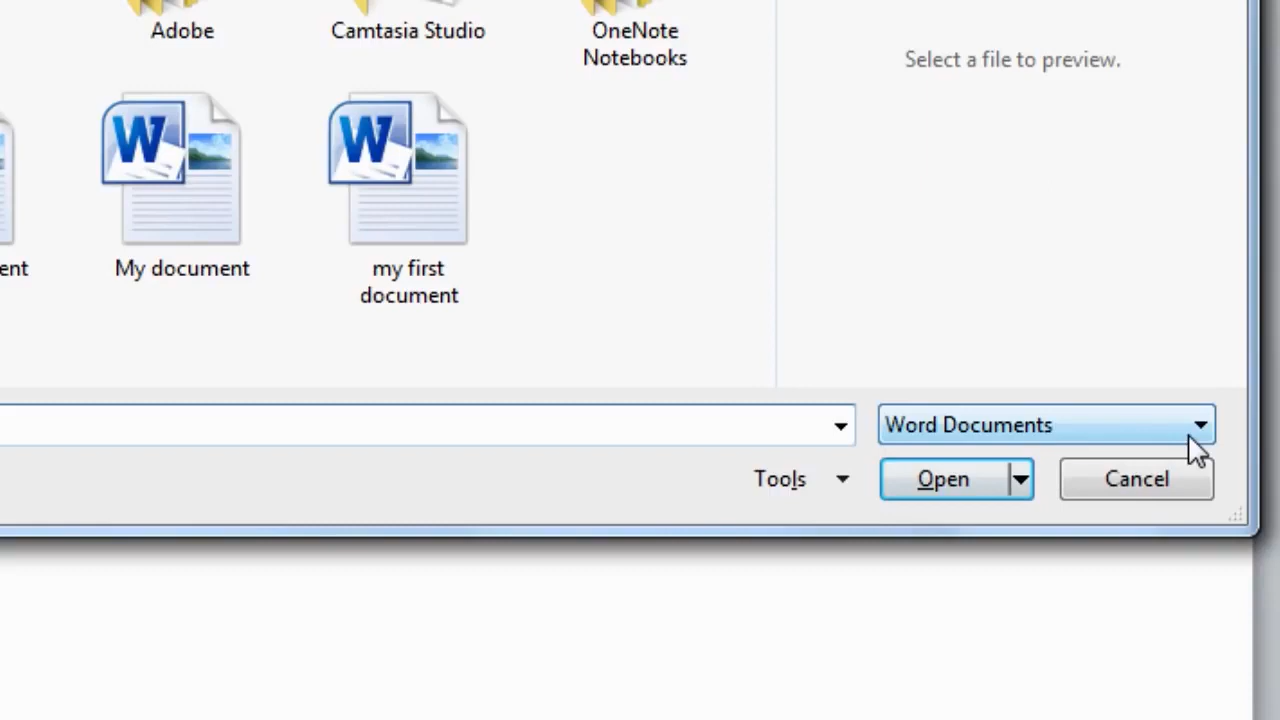 Adobe
Camtasia Studio
OneNote
Notebooks
Select a file to preview.
W
W
ent
My document
my first
document
Word Documents
Tools
Open
Cancel